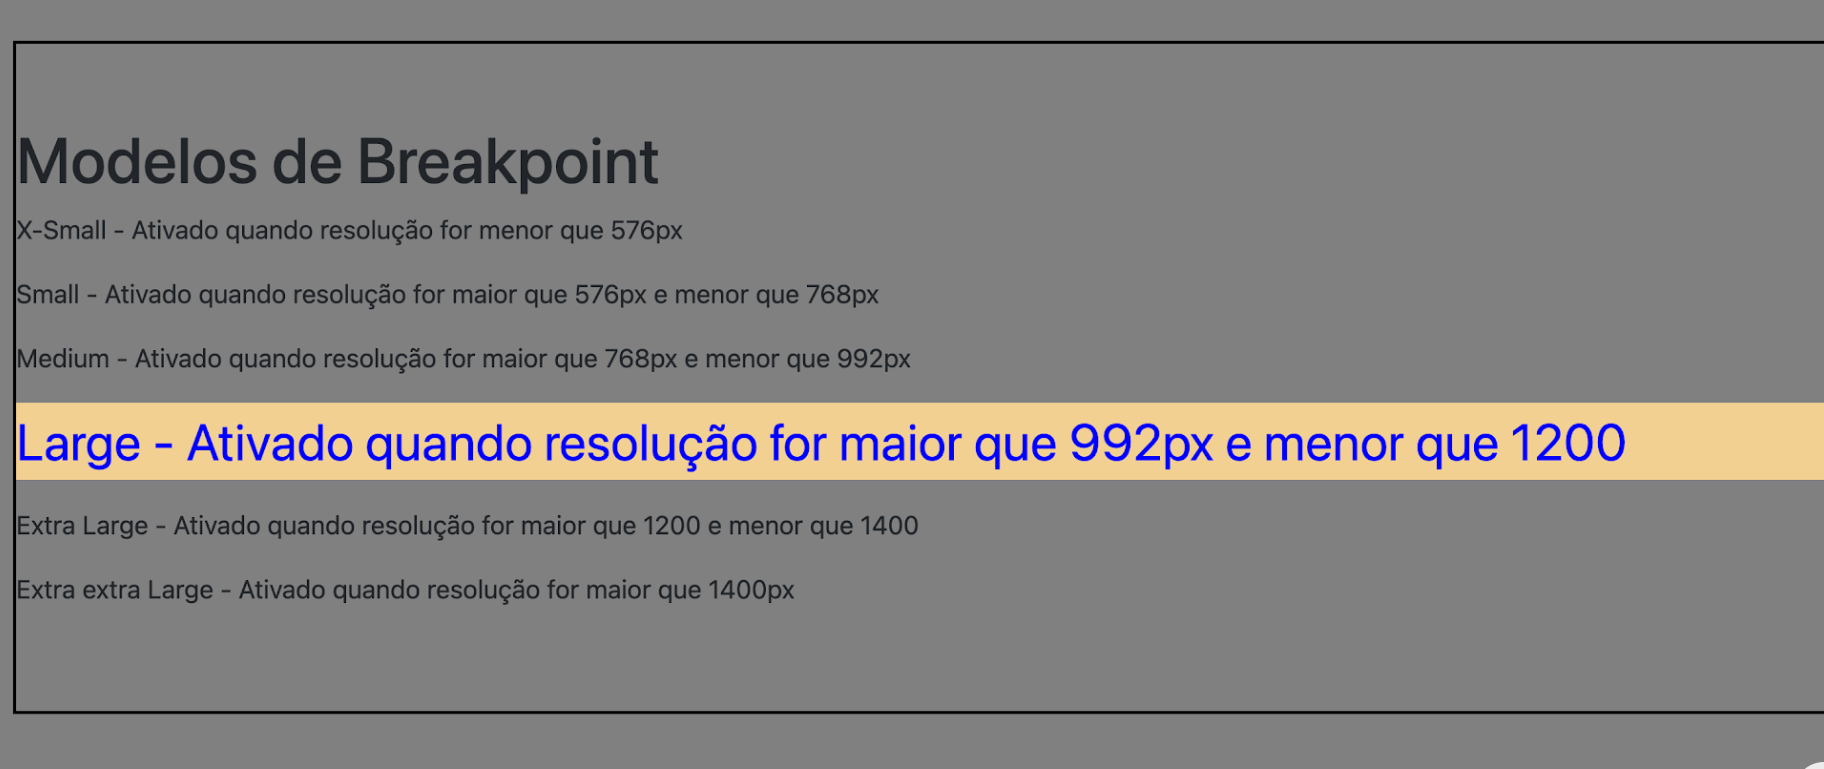 Modelos de Breakpoint
X-Small - Ativado quando resolução for menor que 576px
Small - Ativado quando resolução for maior que 576px e menor que 768px
Medium - Ativado quando resolução for maior que 768px e menor que 992px
Large - Ativado quando resolução for maior que 992px e menor que 1200
Extra Large - Ativado quando resolução for maior que 1200 e menor que 1400
Extra extra Large - Ativado quando resolução for maior que 1400px